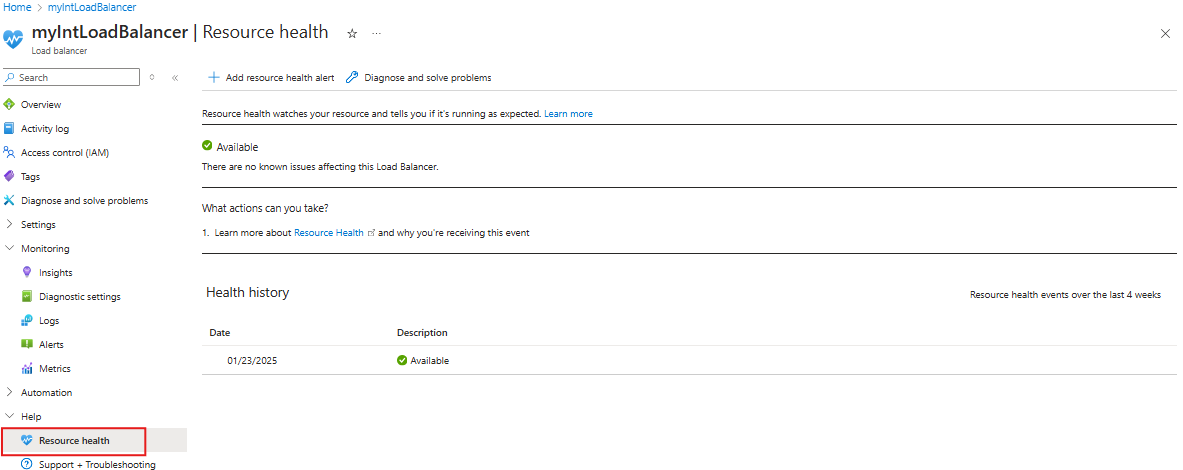 Home > myIntLoadBalancer
myIntLoadBalancer | Resource health ☆ ...
Load balancer
Search
Overview
Activity log
Access control (IAM)
Tags
Diagnose and solve problems
Settings
Monitoring
Insights
Diagnostic settings
Logs
Alerts
Metrics
Automation
Help
Resource health
Support + Troubleshooting
+ Add resource health alert Diagnose and solve problems
Resource health watches your resource and tells you if it's running as expected. Learn more
Available
There are no known issues affecting this Load Balancer.
What actions can you take?
1. Learn more about Resource Health and why you're receiving this event
Health history
Resource health events over the last 4 weeks
Date Description
01/23/2025 Available